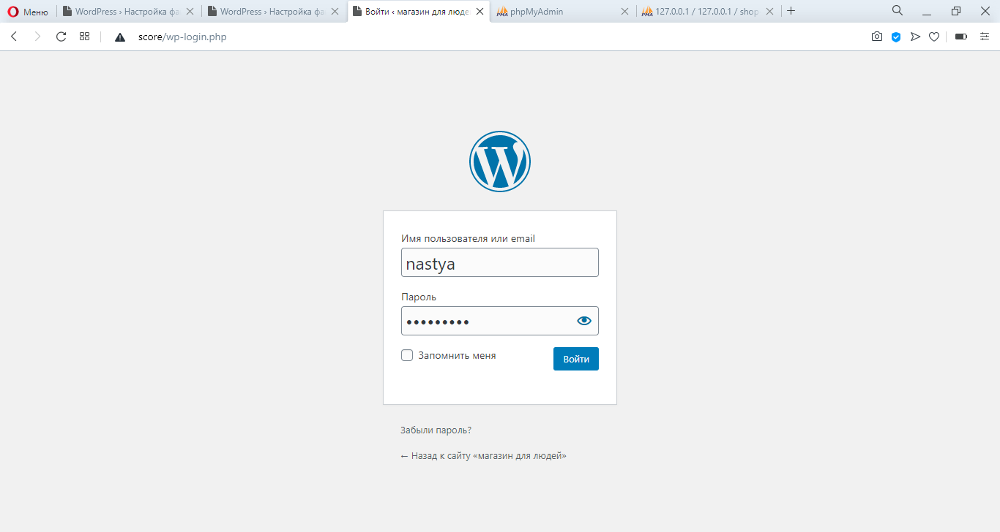 Меню
WordPress › Настройка фа
WordPress › Настройка фа
Войти ‹ магазин для люде
phpMyAdmin
127.0.0.1 / 127.0.0.1 / shop
score/wp-login.php
Имя пользователя или email
nastya
Пароль
•••••••••
Запомнить меня
Войти
Забыли пароль?
← Назад к сайту «магазин для людей»